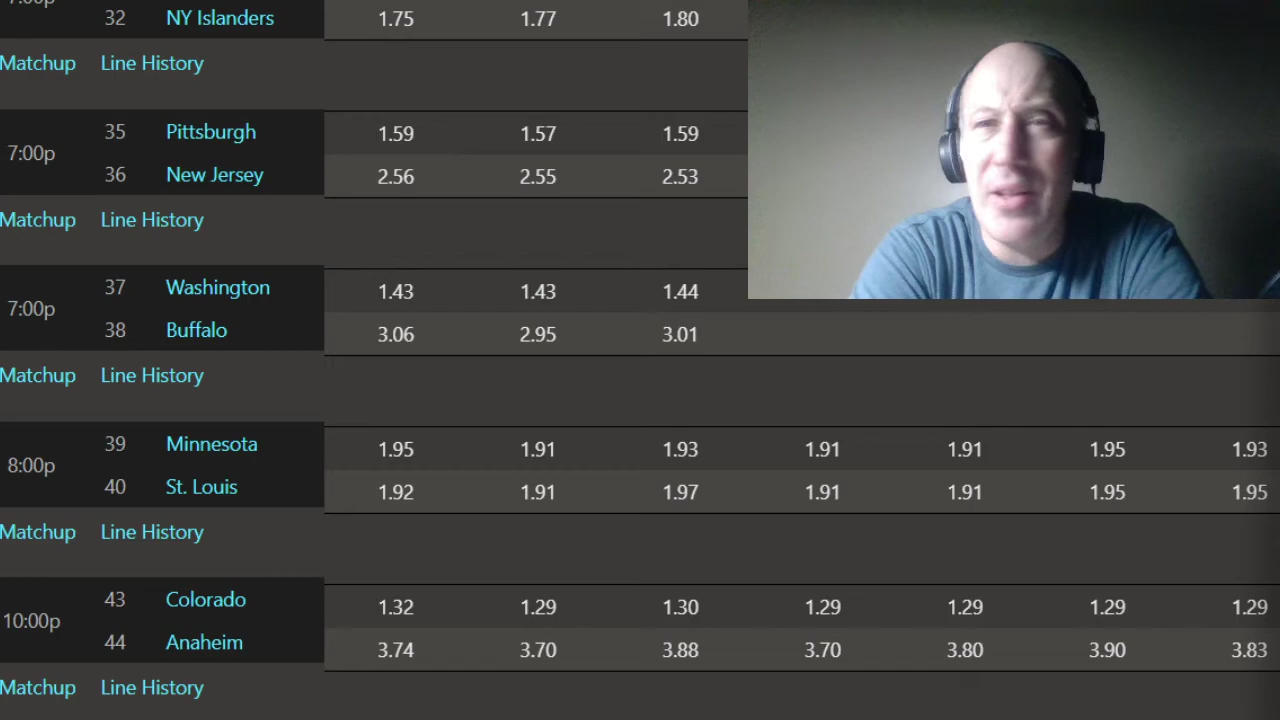 32 NY Islanders 1.75 1.77 1.80
Matchup Line History
35 Pittsburgh 1.59 1.57 1.59
7:00p
36 New Jersey 2.56 2.55 2.53
Matchup Line History
37 Washington 1.43 1.43 1.44
7:00p
38 Buffalo 3.06 2.95 3.01
Matchup Line History
39 Minnesota 1.95 1.91 1.93 1.91 1.91 1.95 1.93
8:00p
40 St. Louis 1.92 1.91 1.97 1.91 1.91 1.95 1.95
Matchup Line History
43 Colorado 1.32 1.29 1.30 1.29 1.29 1.29 1.29
10:00p
44 Anaheim 3.74 3.70 3.88 3.70 3.80 3.90 3.83
Matchup Line History